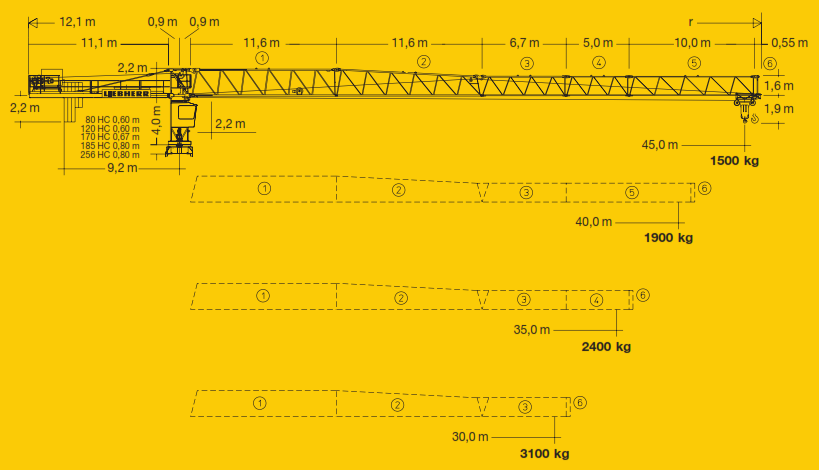 12,1 m 0,9 m 0,9 m r
11,1 m 11,6 m 11,6 m 6,7 m 5,0 m 10,0 m 0,55 m
2,2 m ① ② ③ ④ ⑤ ⑥
LIEBHERR
1,6 m
2,2 m
1,9 m
80 HC 0,60 m
120 HC 0,60 m
170 HC 0,67 m
185 HC 0,80 m
256 HC 0,80 m
4,0 m
2,2 m
9,2 m
45,0 m
1500 kg
① ② ③ ⑤ ⑥
40,0 m
1900 kg
① ② ③ ④ ⑥
35,0 m
2400 kg
① ② ③ ⑥
30,0 m
3100 kg